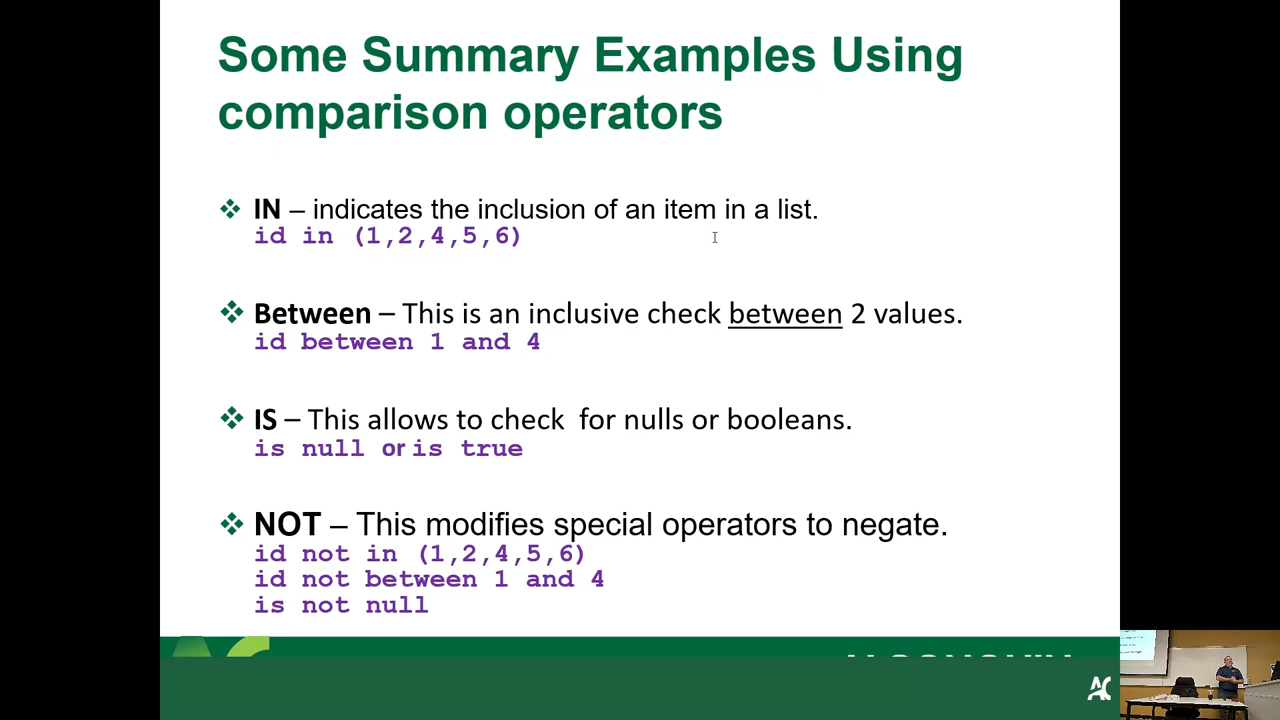 Some Summary Examples Using
comparison operators
IN – indicates the inclusion of an item in a list.
id in (1,2,4,5,6)
Between – This is an inclusive check between 2 values.
id between 1 and 4
IS – This allows to check  for nulls or booleans.
is null or is true
NOT – This modifies special operators to negate.
id not in (1,2,4,5,6)
id not between 1 and 4
is not null
AC